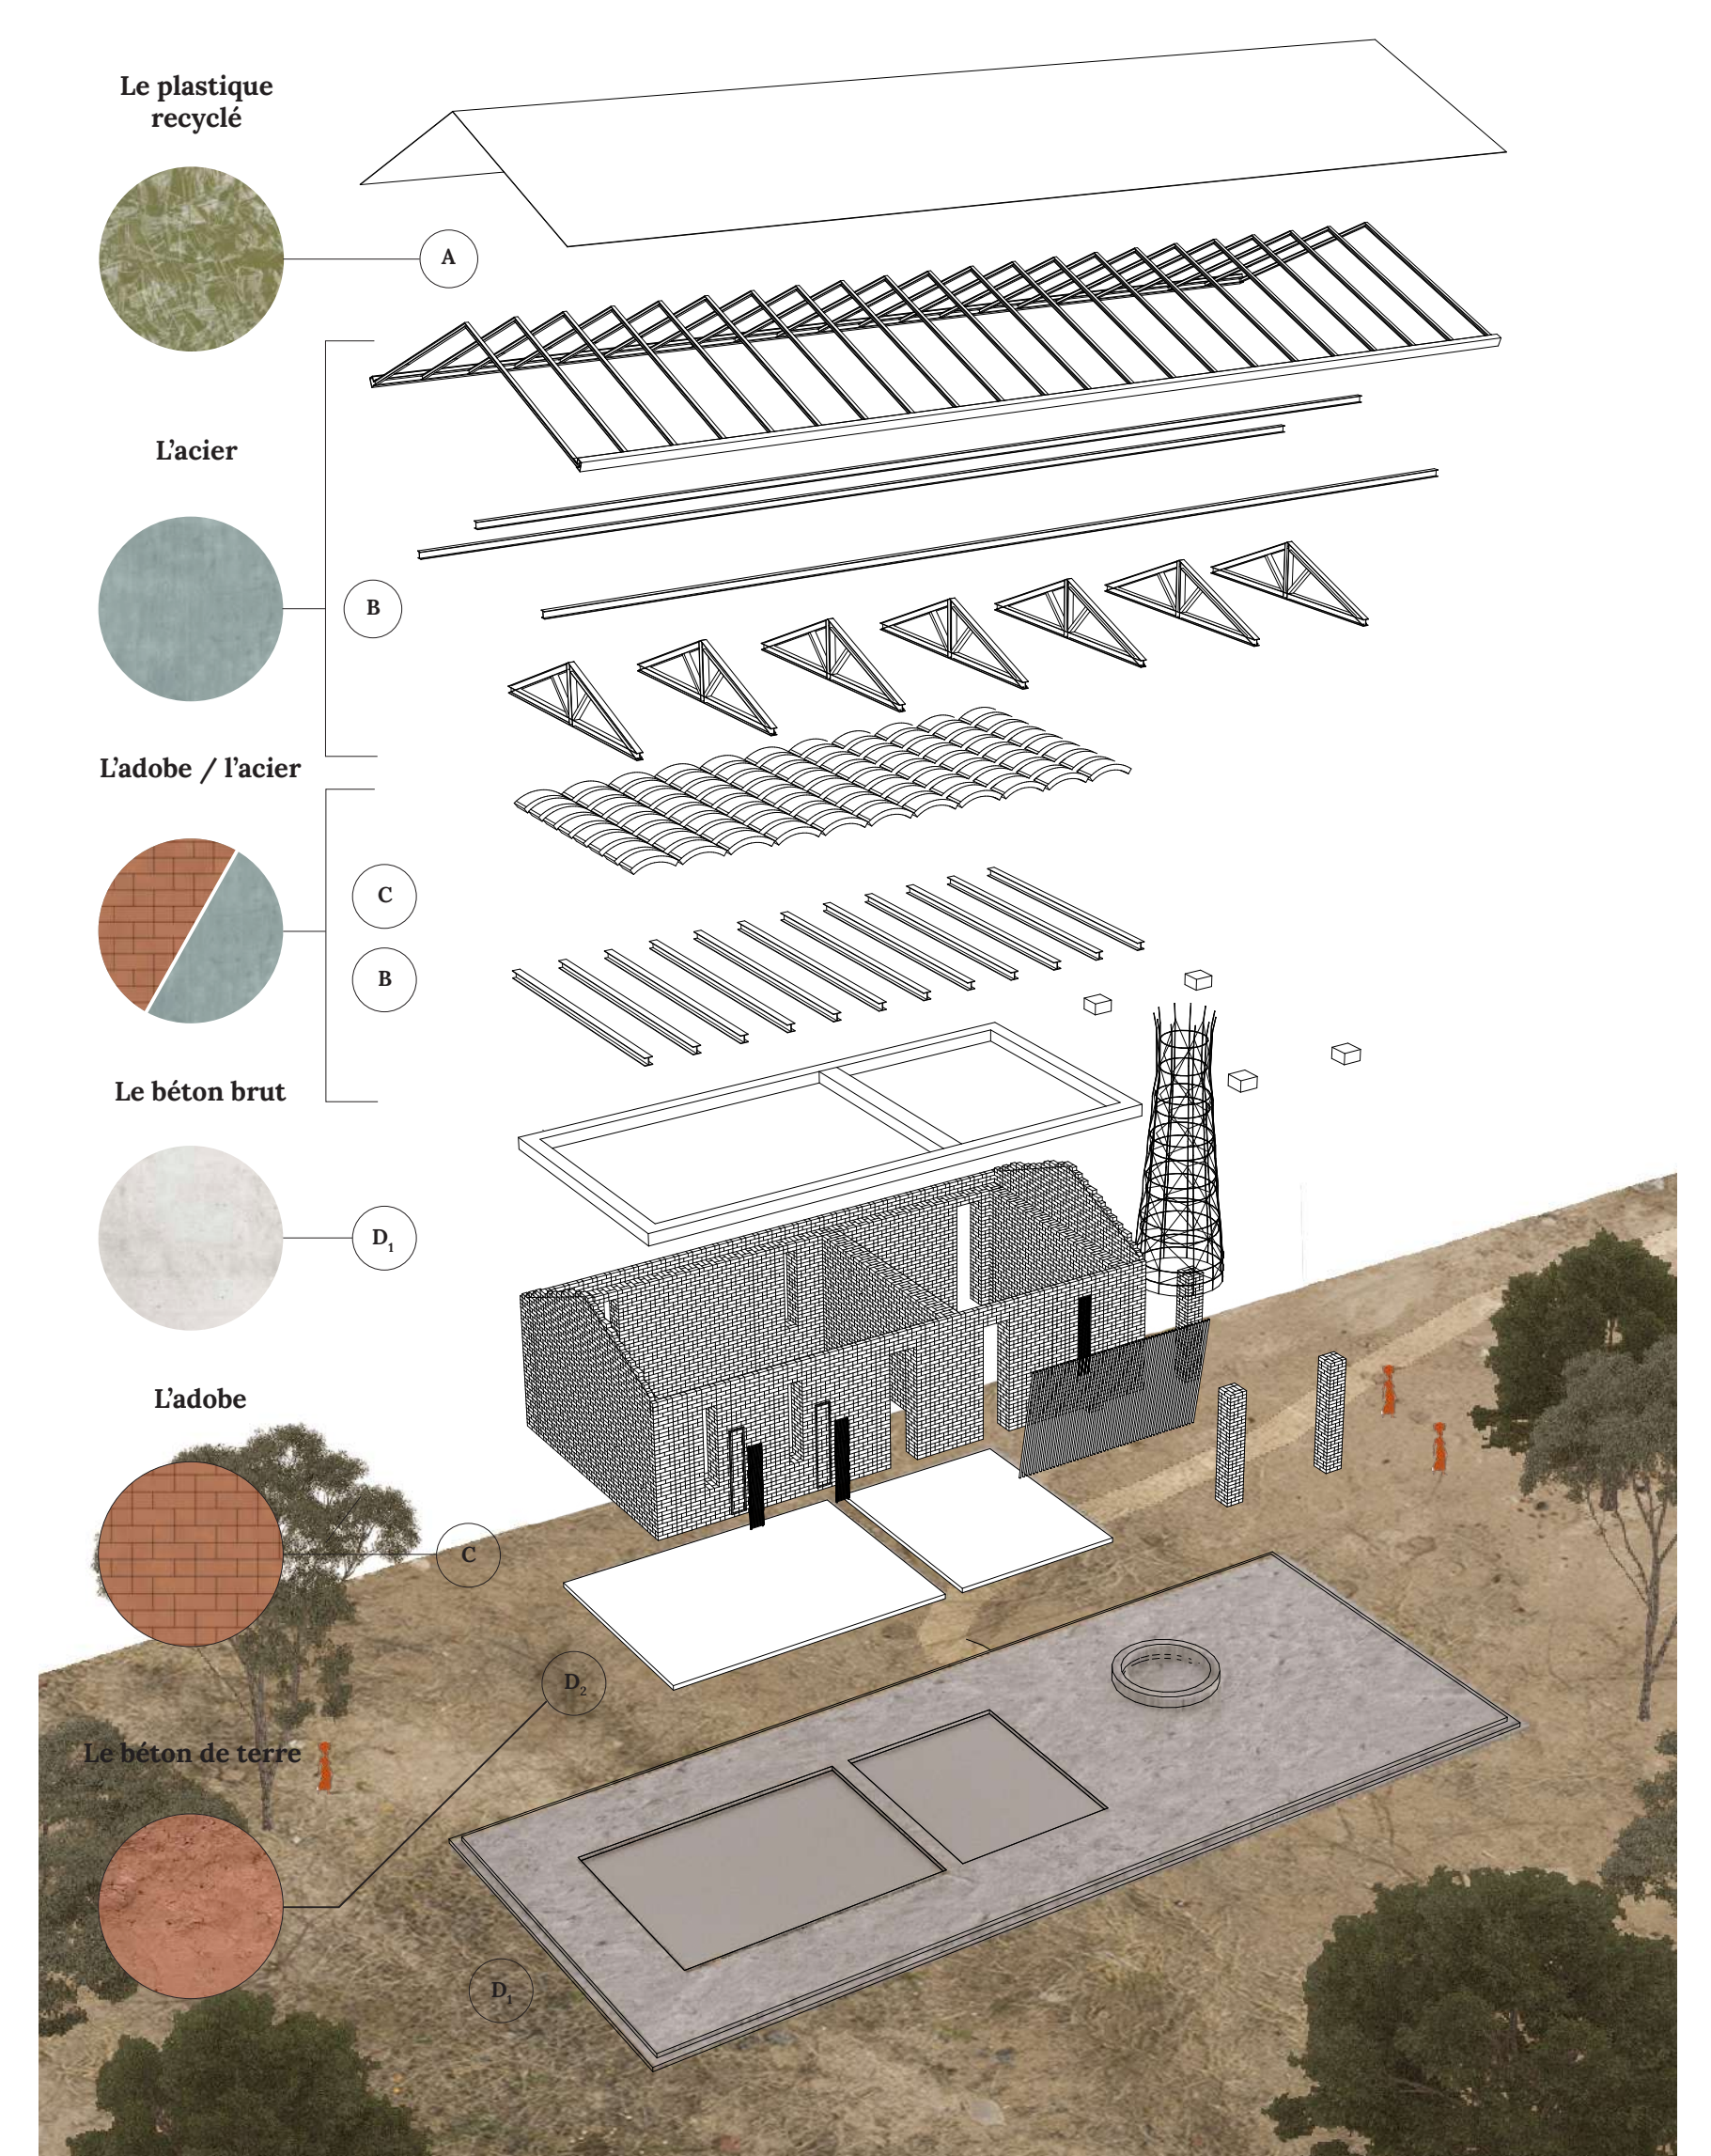 Le plastique
recyclé
A
L’acier
B
L’adobe / l’acier
C
B
Le béton brut
D₁
L’adobe
C
D₂
Le béton de terre
D₁